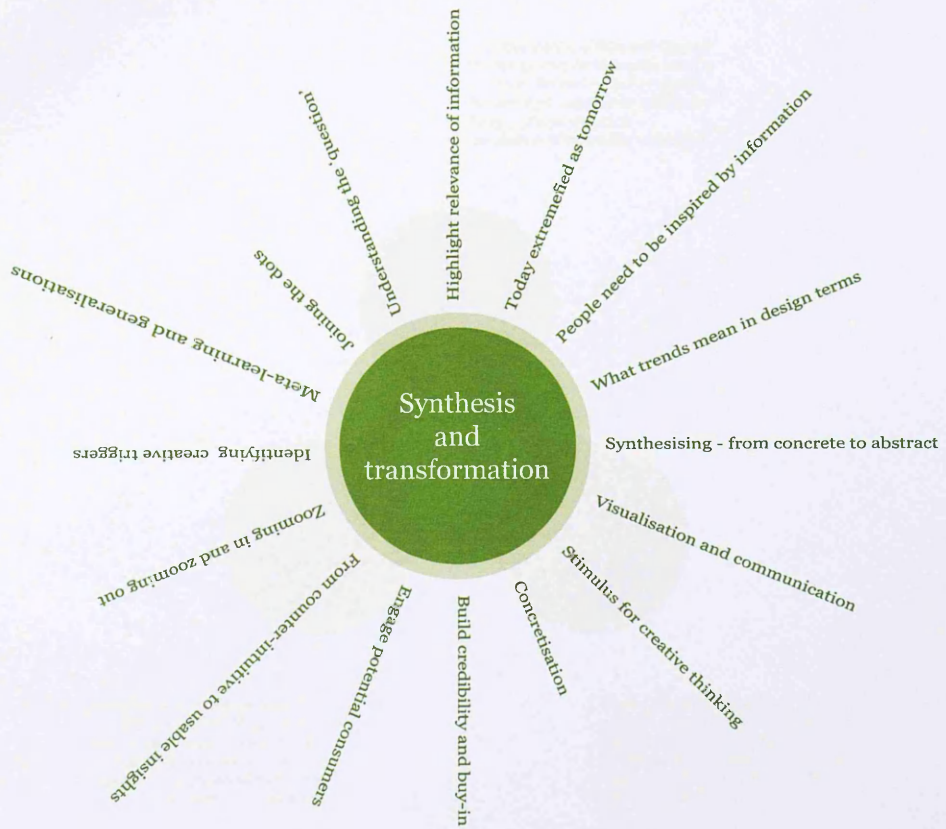 Synthesis
and
transformation
Highlight relevance of information
Today extremefied as tomorrow
People need to be inspired by information
What trends mean in design terms
Synthesising - from concrete to abstract
Visualisation and communication
Stimulus for creative thinking
Concretisation
Build credibility and buy-in
Engage potential consumers
From counter-intuitive to usable insights
Zooming in and zooming out
Identifying creative triggers
Meta-learning and generalisations
Joining the dots
Understanding the 'question'